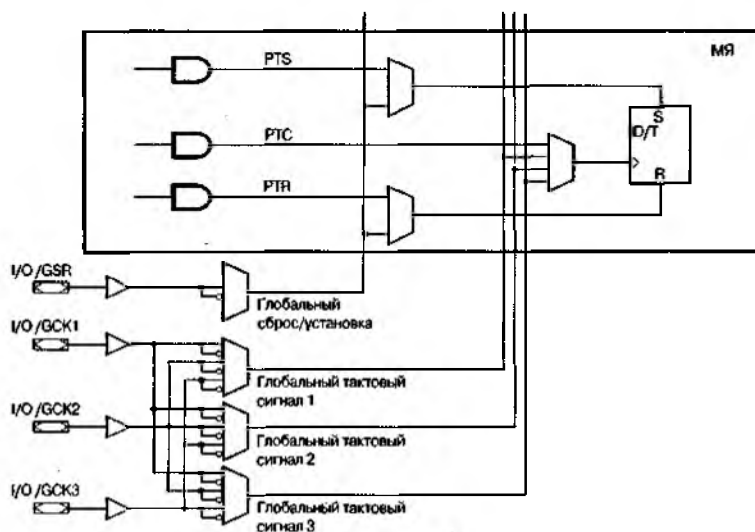 МЯ
PTS
S
D/T
PTC
PTR
R
I/O/GSR
Глобальный
сброс/установка
I/O/GCK1
Глобальный тактовый
сигнал 1
I/O/GCK2
Глобальный тактовый
сигнал 2
I/O/GCK3
Глобальный тактовый
сигнал 3